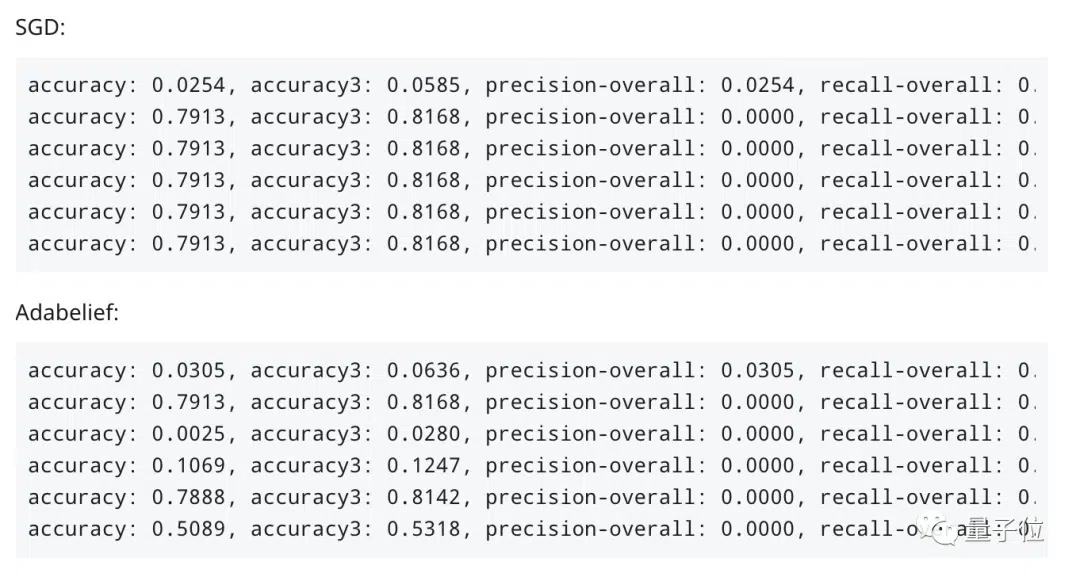 SGD:
accuracy: 0.0254, accuracy3: 0.0585, precision-overall: 0.0254, recall-overall: 0.
accuracy: 0.7913, accuracy3: 0.8168, precision-overall: 0.0000, recall-overall: 0.
accuracy: 0.7913, accuracy3: 0.8168, precision-overall: 0.0000, recall-overall: 0.
accuracy: 0.7913, accuracy3: 0.8168, precision-overall: 0.0000, recall-overall: 0.
accuracy: 0.7913, accuracy3: 0.8168, precision-overall: 0.0000, recall-overall: 0.
accuracy: 0.7913, accuracy3: 0.8168, precision-overall: 0.0000, recall-overall: 0.
Adabelief:
accuracy: 0.0305, accuracy3: 0.0636, precision-overall: 0.0305, recall-overall: 0.
accuracy: 0.7913, accuracy3: 0.8168, precision-overall: 0.0000, recall-overall: 0.
accuracy: 0.0025, accuracy3: 0.0280, precision-overall: 0.0000, recall-overall: 0.
accuracy: 0.1069, accuracy3: 0.1247, precision-overall: 0.0000, recall-overall: 0.
accuracy: 0.7888, accuracy3: 0.8142, precision-overall: 0.0000, recall-overall: 0.
accuracy: 0.5089, accuracy3: 0.5318, precision-overall: 0.0000, recall-overall: 0.
量子位